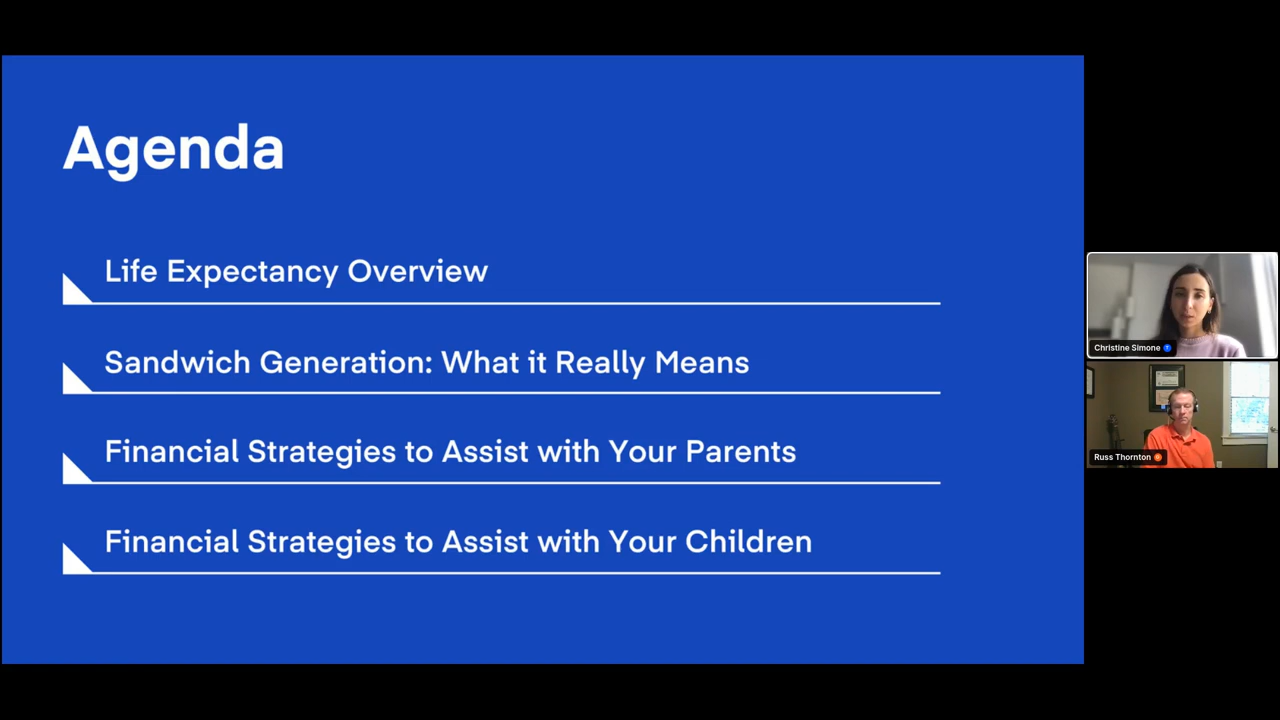 Agenda
Life Expectancy Overview
Sandwich Generation: What it Really Means
Financial Strategies to Assist with Your Parents
Financial Strategies to Assist with Your Children
Christine Simone
Russ Thornton